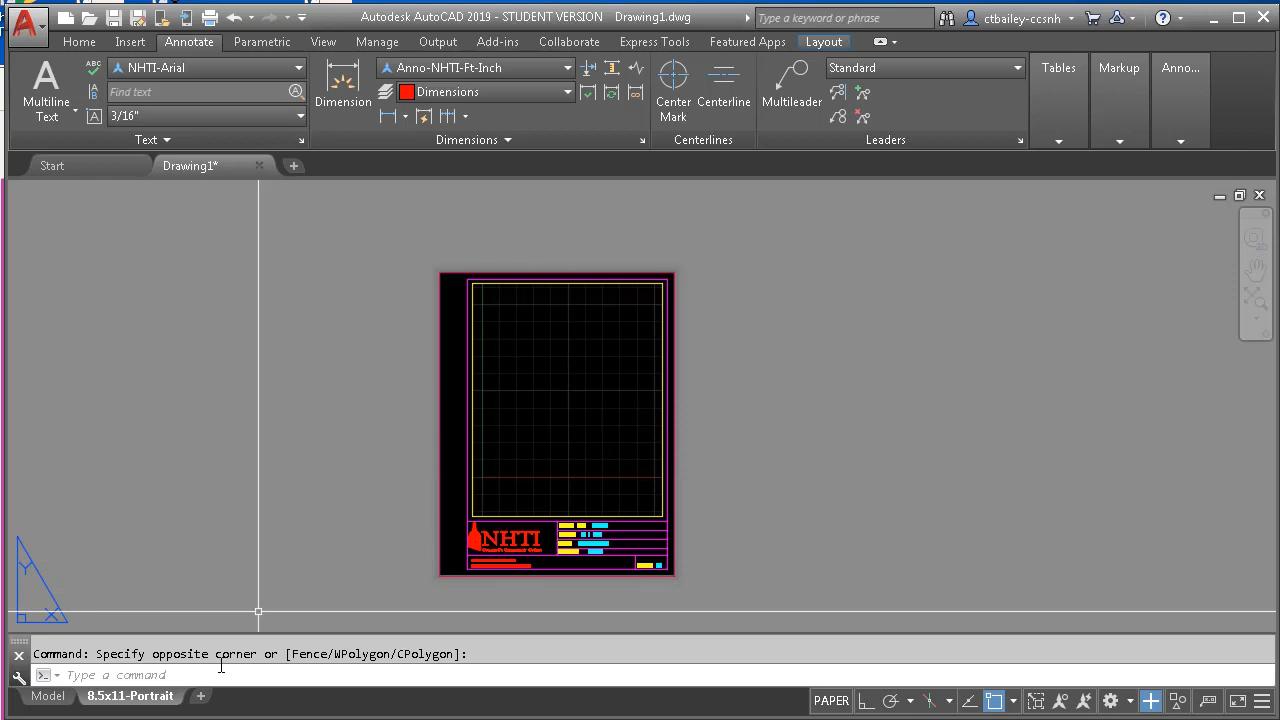 Autodesk AutoCAD 2019 - STUDENT VERSION Drawing1.dwg
Type a keyword or phrase
ctbailey-ccsnh
Home Insert Annotate Parametric View Manage Output Add-ins Collaborate Express Tools Featured Apps Layout
NHTI-Arial
Find text
3/16"
Multiline
Text
Text
Dimension
Anno-NHTI-Ft-Inch
Dimensions
Dimensions
Center
Mark
Centerline
Centerlines
Multileader
Standard
Leaders
Tables
Markup
Anno...
Start
Drawing1*
NHTI
Y
X
Command: Specify opposite corner or [Fence/WPolygon/CPolygon]:
Type a command
Model
8.5x11-Portrait
PAPER